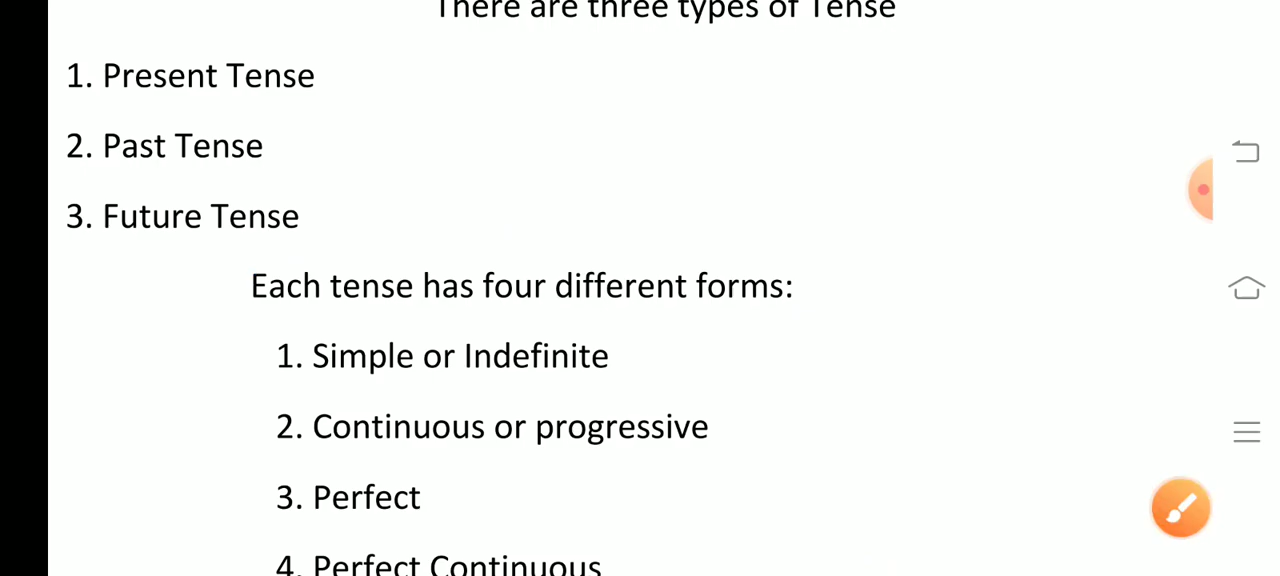 There are three types of Tense
1. Present Tense
2. Past Tense
3. Future Tense
Each tense has four different forms:
1. Simple or Indefinite
2. Continuous or progressive
3. Perfect
4. Perfect Continuous